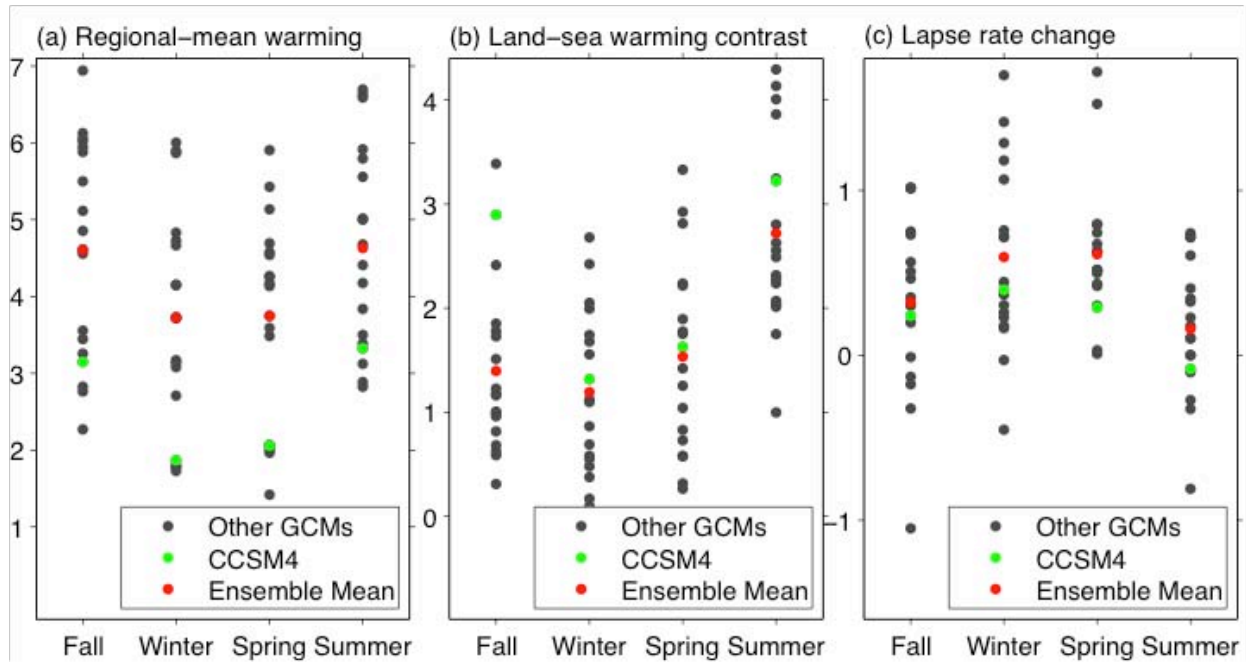 (a) Regional-mean warming
7
6
5
4
3
2
1
Other GCMs
CCSM4
Ensemble Mean
Fall Winter Spring Summer
(b) Land-sea warming contrast
4
3
2
1
0
Other GCMs
CCSM4
Ensemble Mean
Fall Winter Spring Summer
(c) Lapse rate change
1
0
-1
Other GCMs
CCSM4
Ensemble Mean
Fall Winter Spring Summer